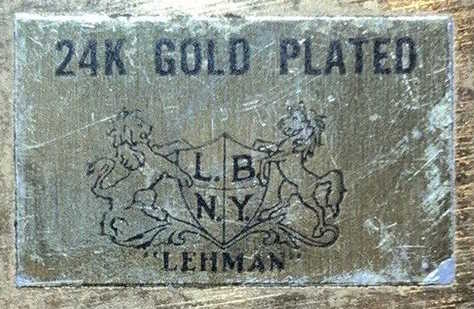 24K GOLD PLATED
L.B.
N.Y.
"LEHMAN"